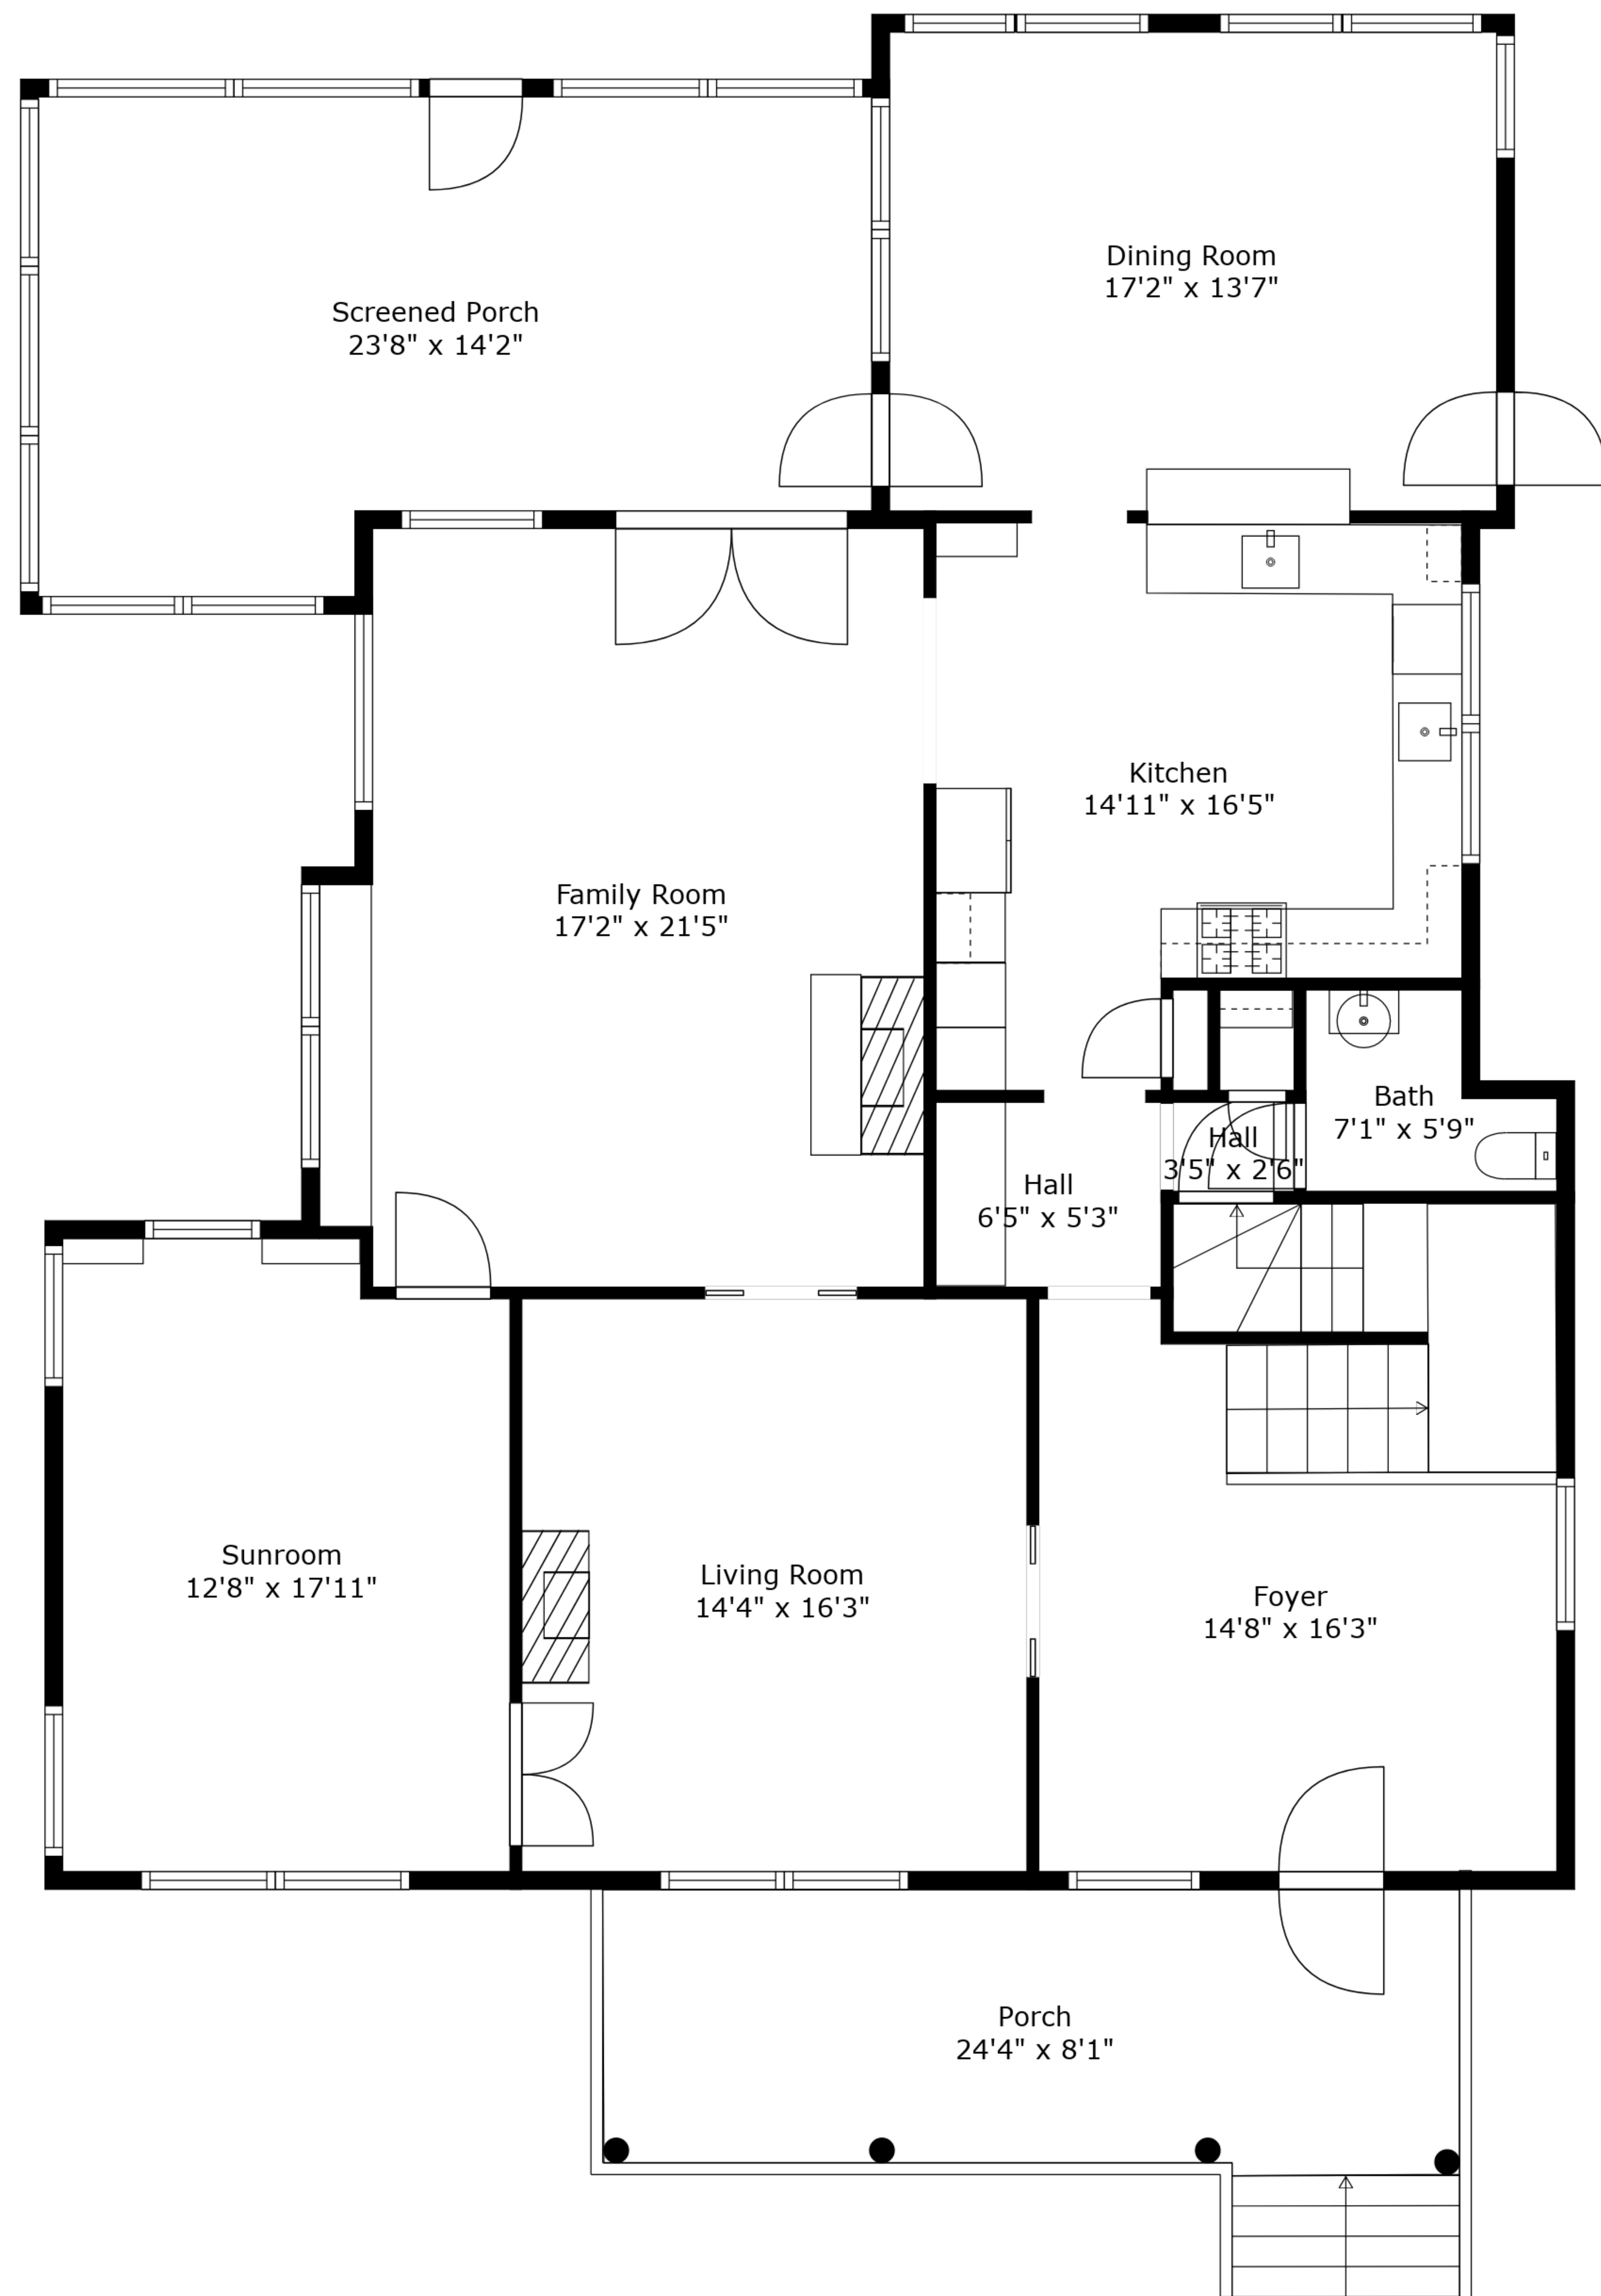 Dining Room
17'2" x 13'7"
Screened Porch
23'8" x 14'2"
Kitchen
14'11" x 16'5"
Family Room
17'2" x 21'5"
Bath
7'1" x 5'9"
Hall
3'5" x 2'6"
Hall
6'5" x 5'3"
Sunroom
12'8" x 17'11"
Living Room
14'4" x 16'3"
Foyer
14'8" x 16'3"
Porch
24'4" x 8'1"